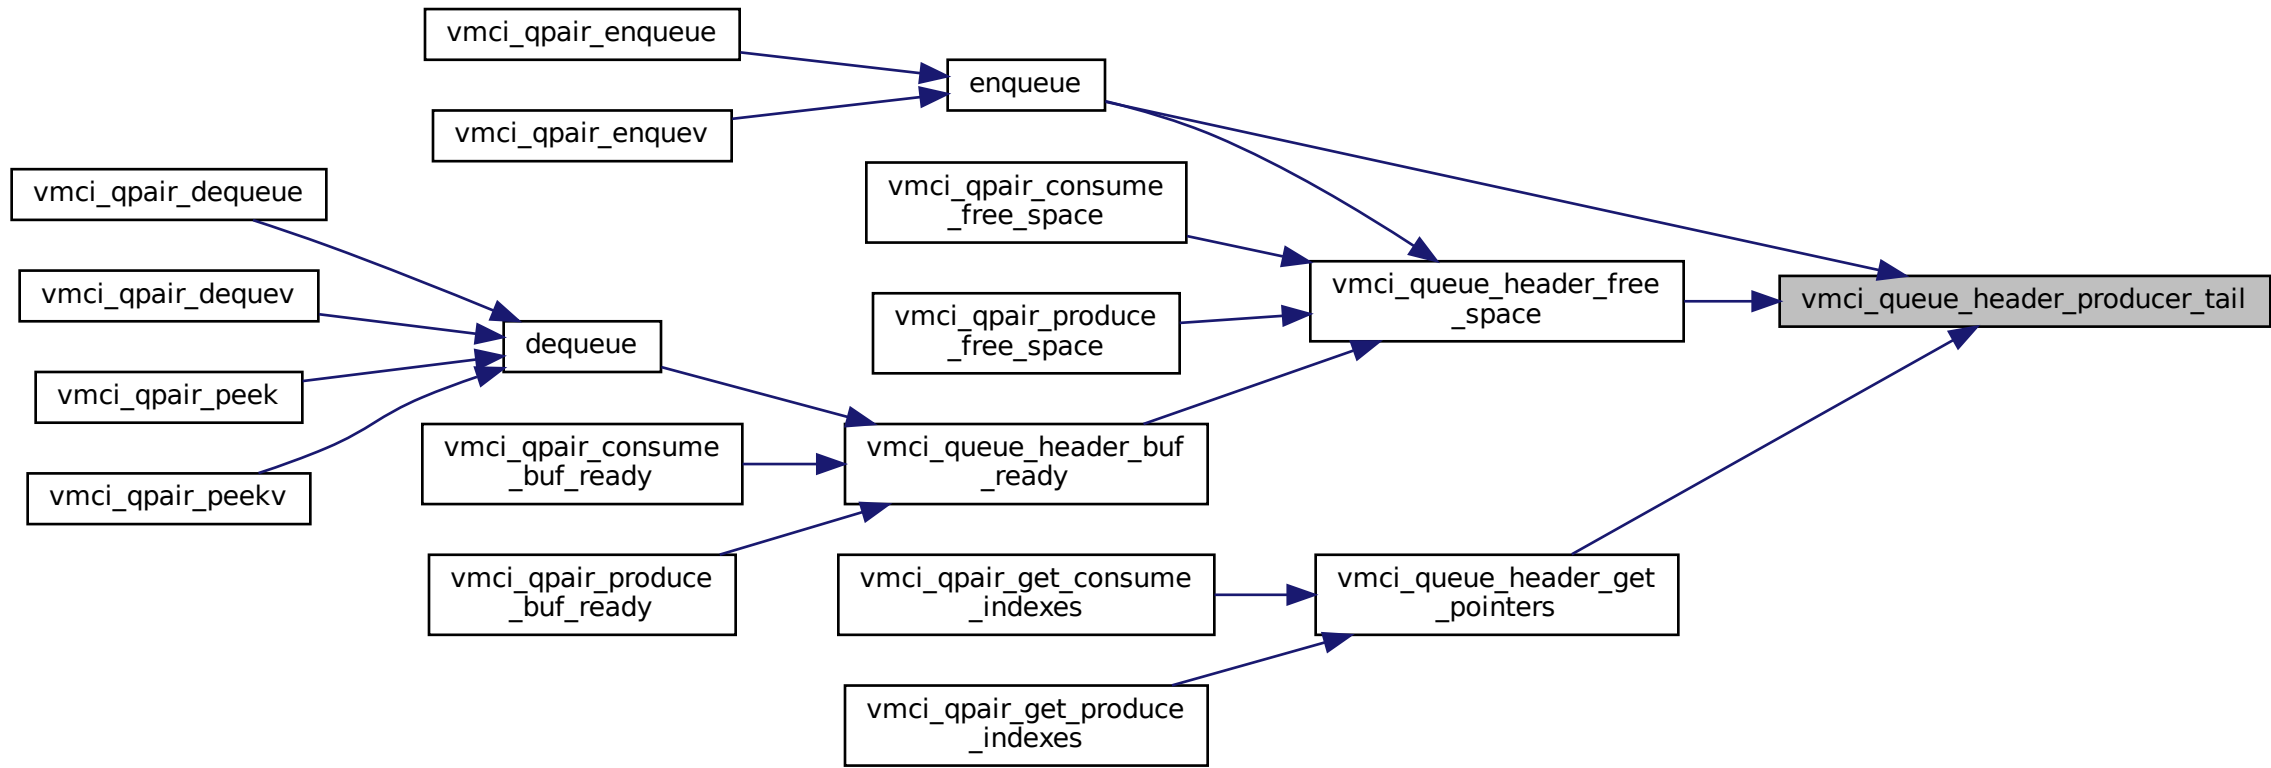 vmci_qpair_enqueue
enqueue
vmci_qpair_enquev
vmci_qpair_dequeue
vmci_qpair_consume
_free_space
vmci_qpair_dequev
vmci_queue_header_free
_space
vmci_queue_header_producer_tail
vmci_qpair_produce
_free_space
dequeue
vmci_qpair_peek
vmci_qpair_consume
_buf_ready
vmci_queue_header_buf
_ready
vmci_qpair_peekv
vmci_qpair_produce
_buf_ready
vmci_qpair_get_consume
_indexes
vmci_queue_header_get
_pointers
vmci_qpair_get_produce
_indexes